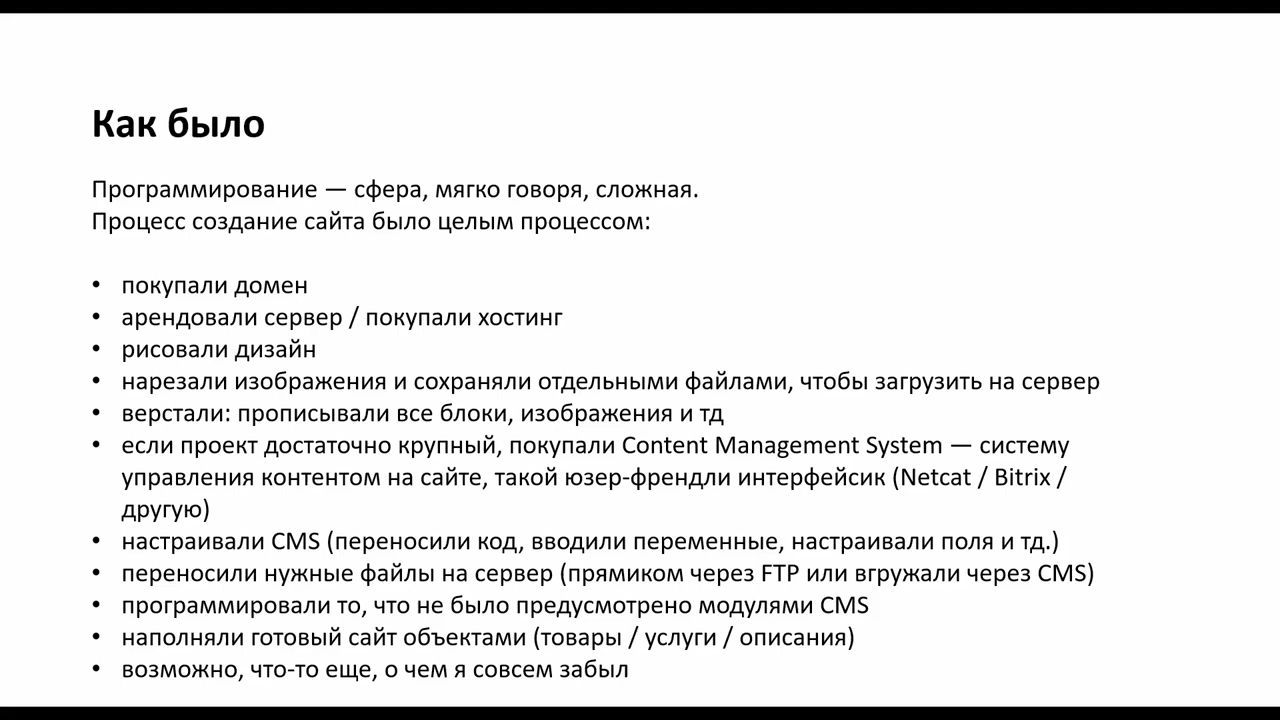 Как было
Программирование — сфера, мягко говоря, сложная.
Процесс создание сайта было целым процессом:
• покупали домен
• арендовали сервер / покупали хостинг
• рисовали дизайн
• нарезали изображения и сохраняли отдельными файлами, чтобы загрузить на сервер
• верстали: прописывали все блоки, изображения и тд
• если проект достаточно крупный, покупали Content Management System — систему
управления контентом на сайте, такой юзер-френдли интерфейсик (Netcat / Bitrix /
другую)
• настраивали CMS (переносили код, вводили переменные, настраивали поля и тд.)
• переносили нужные файлы на сервер (прямиком через FTP или вгружали через CMS)
• программировали то, что не было предусмотрено модулями CMS
• наполняли готовый сайт объектами (товары / услуги / описания)
• возможно, что-то еще, о чем я совсем забыл